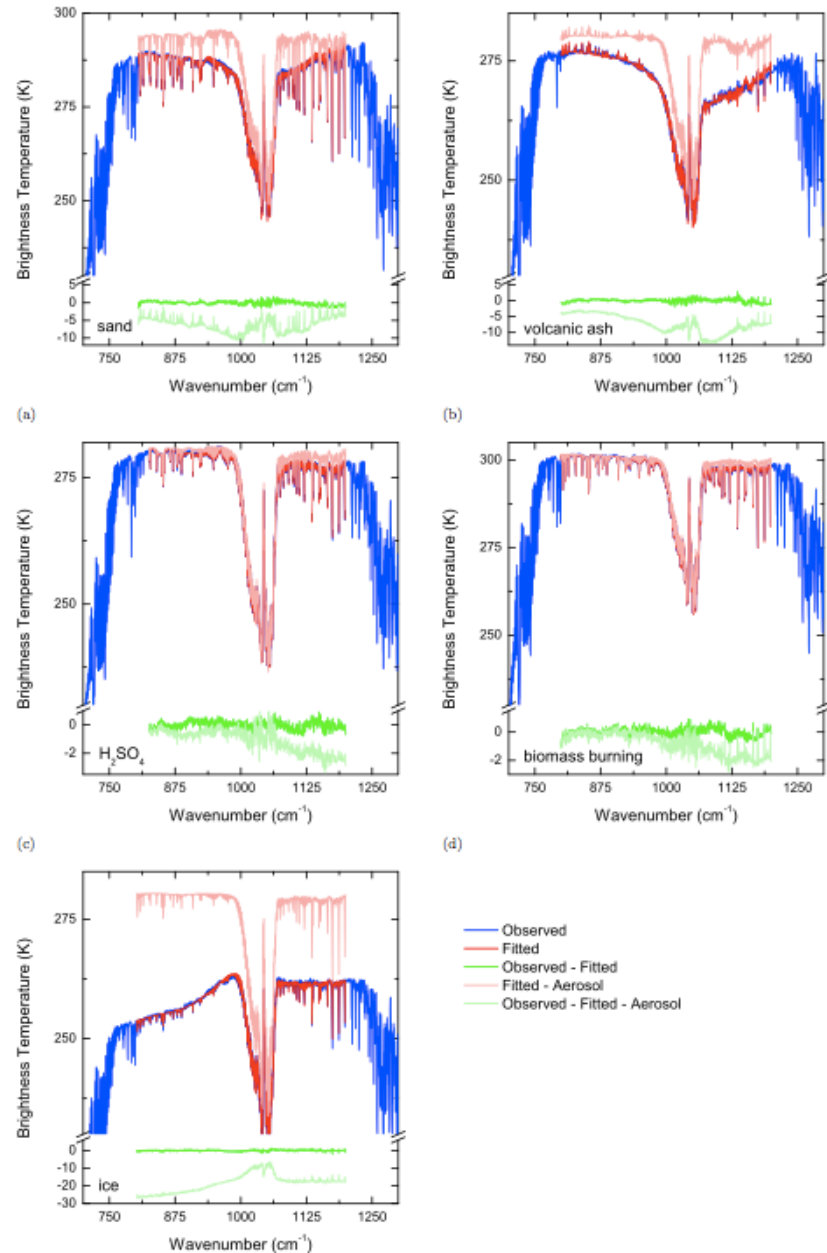 300
275
250
Brightness Temperature (K)
0
-5
-10
sand
750 875 1000 1125 1250
Wavenumber (cm⁻¹)
(a)
275
250
Brightness Temperature (K)
5
0
-5
-10
volcanic ash
750 875 1000 1125 1250
Wavenumber (cm⁻¹)
(b)
275
250
Brightness Temperature (K)
0
-2
H₂SO₄
750 875 1000 1125 1250
Wavenumber (cm⁻¹)
(c)
300
275
250
Brightness Temperature (K)
0
-2
biomass burning
750 875 1000 1125 1250
Wavenumber (cm⁻¹)
(d)
275
250
Brightness Temperature (K)
0
-10
-20
-30
ice
750 875 1000 1125 1250
Wavenumber (cm⁻¹)
Observed
Fitted
Observed - Fitted
Fitted - Aerosol
Observed - Fitted - Aerosol